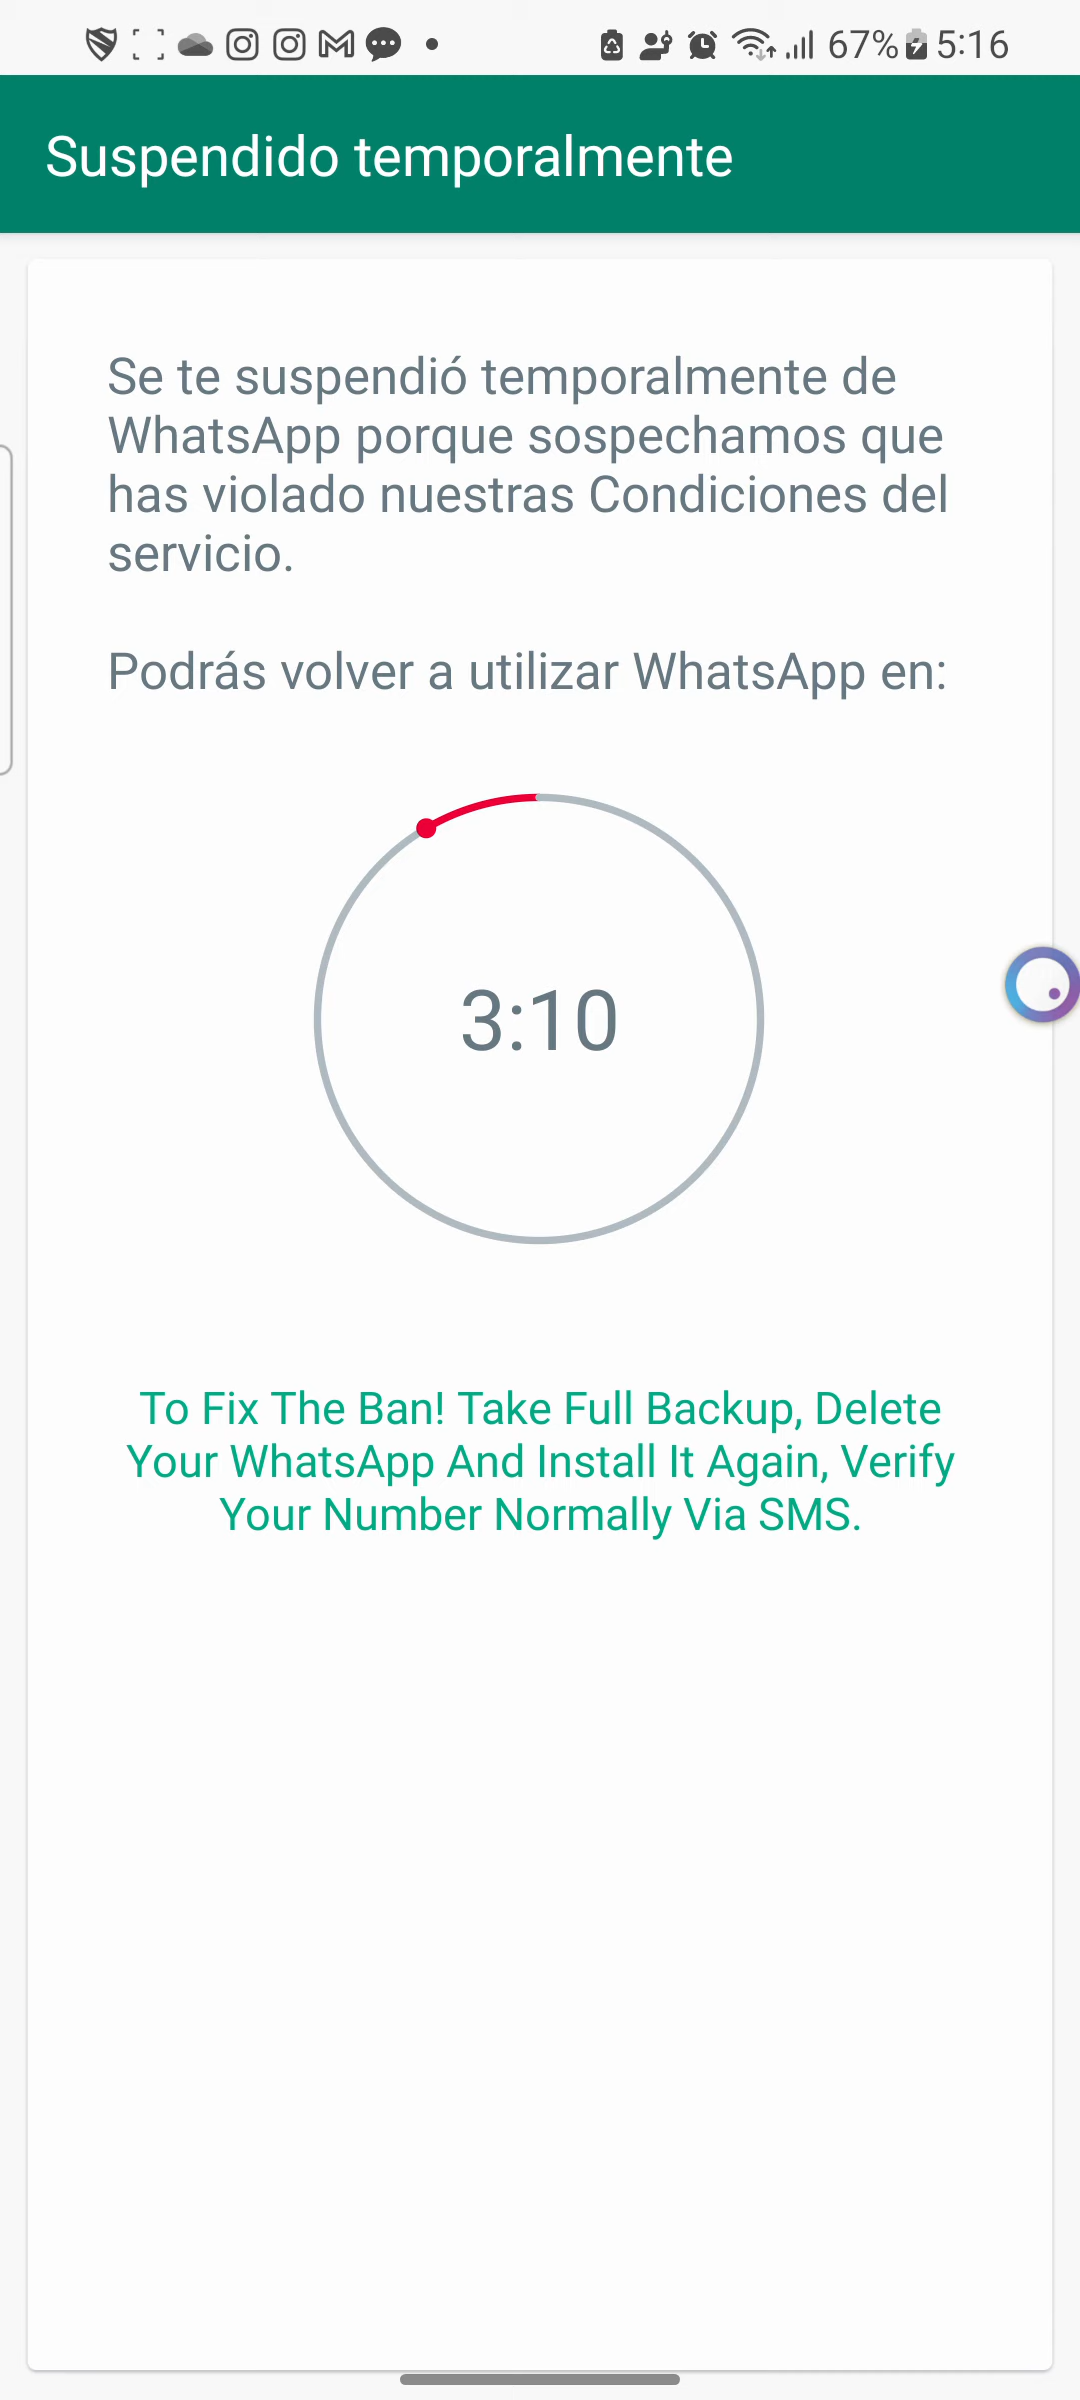 67% 5:16
Suspendido temporalmente
Se te suspendió temporalmente de
WhatsApp porque sospechamos que
has violado nuestras Condiciones del
servicio.
Podrás volver a utilizar WhatsApp en:
3:10
To Fix The Ban! Take Full Backup, Delete
Your WhatsApp And Install It Again, Verify
Your Number Normally Via SMS.